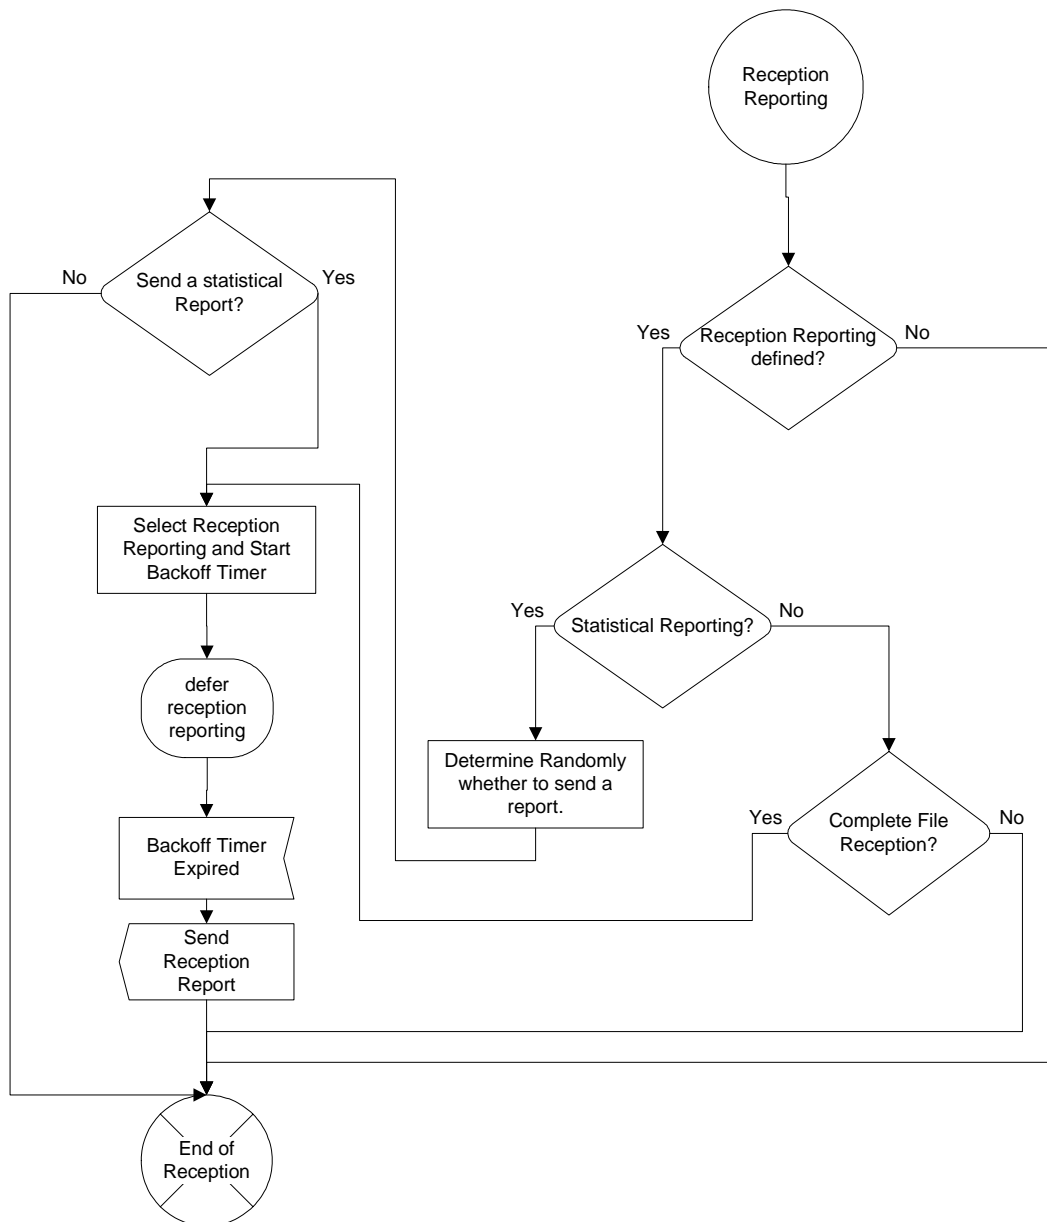 Reception
Reporting
No
Send a statistical
Report?
Yes
Yes
Reception Reporting
defined?
No
Select Reception
Reporting and Start
Backoff Timer
Yes
Statistical Reporting?
No
defer
reception
reporting
Determine Randomly
whether to send a
report.
Yes
Complete File
Reception?
No
Backoff Timer
Expired
Send
Reception
Report
End of
Reception